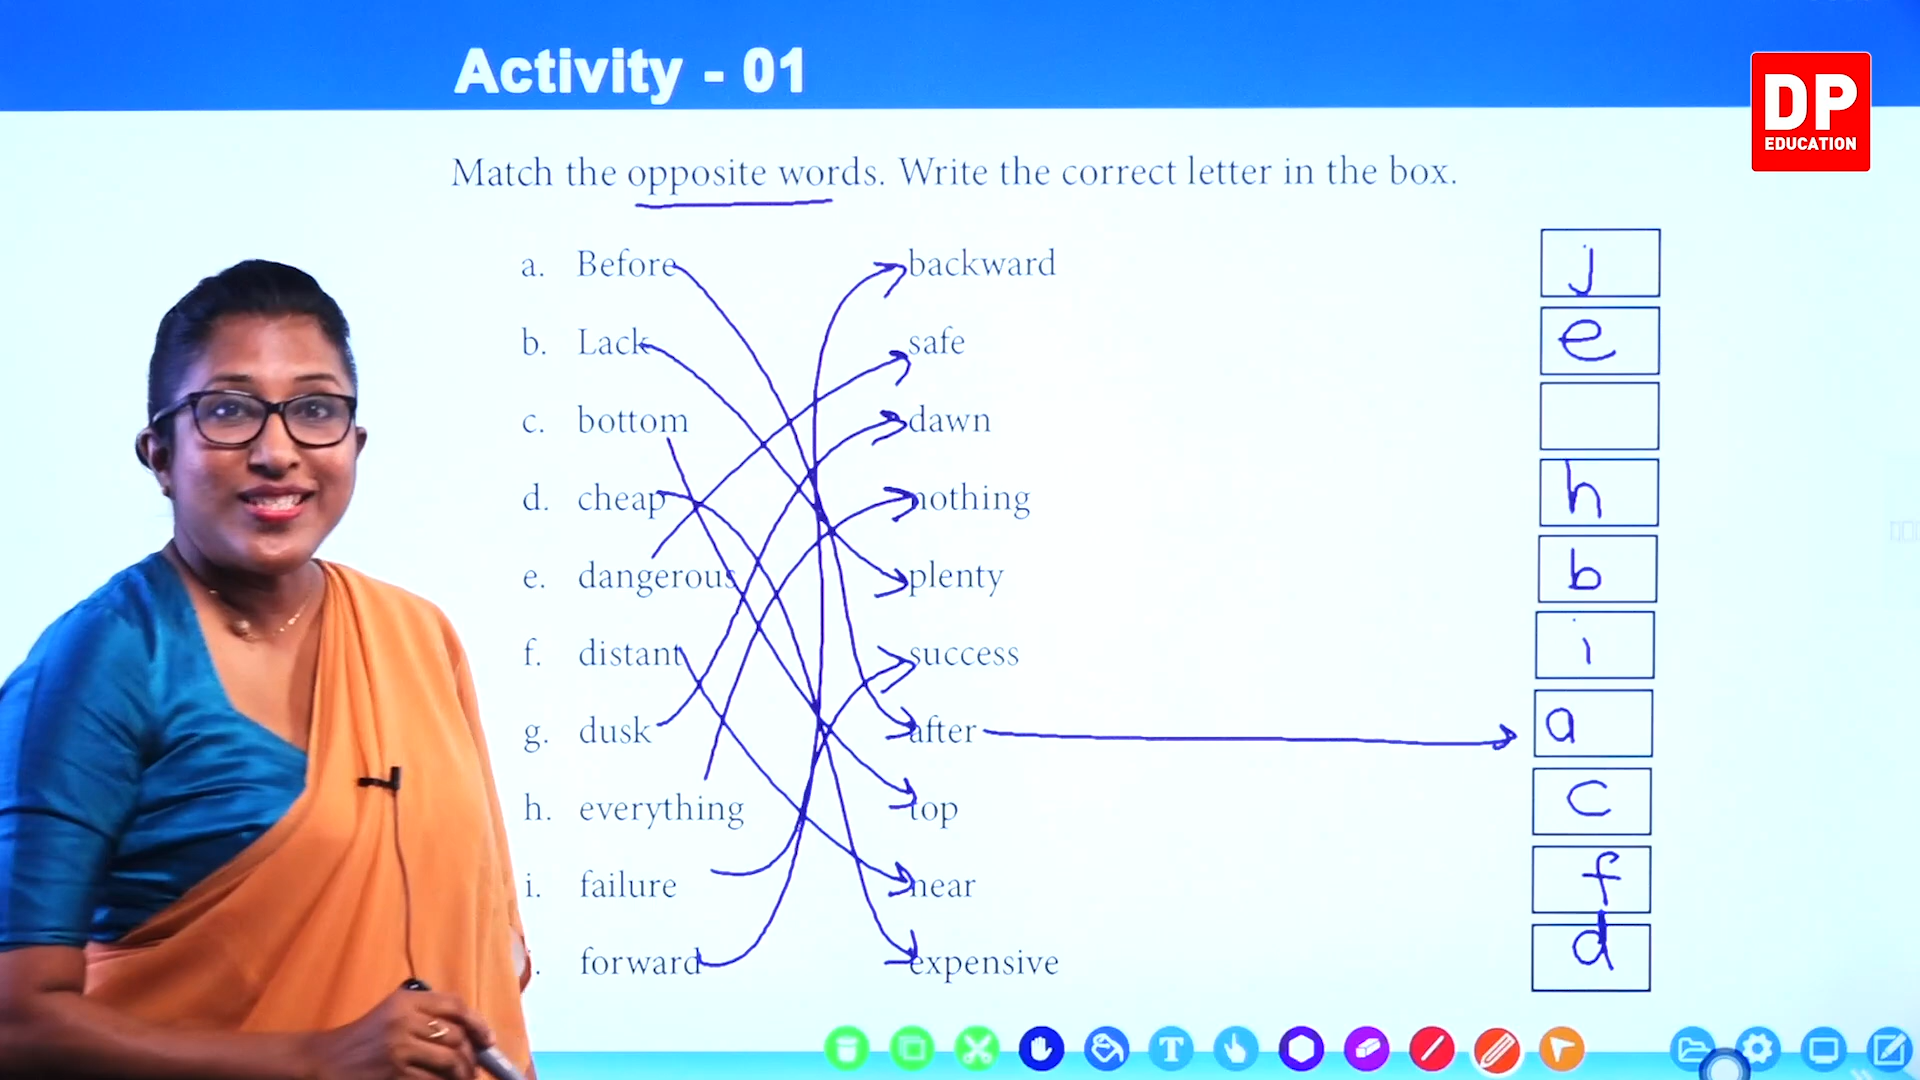 Activity - 01
DP
EDUCATION
Match the opposite words. Write the correct letter in the box.
a. Before backward j
b. Lack safe e
c. bottom dawn
d. cheap nothing h
e. dangerous plenty b
f. distant success i
g. dusk after a
h. everything top c
i. failure near f
. forward expensive d
T